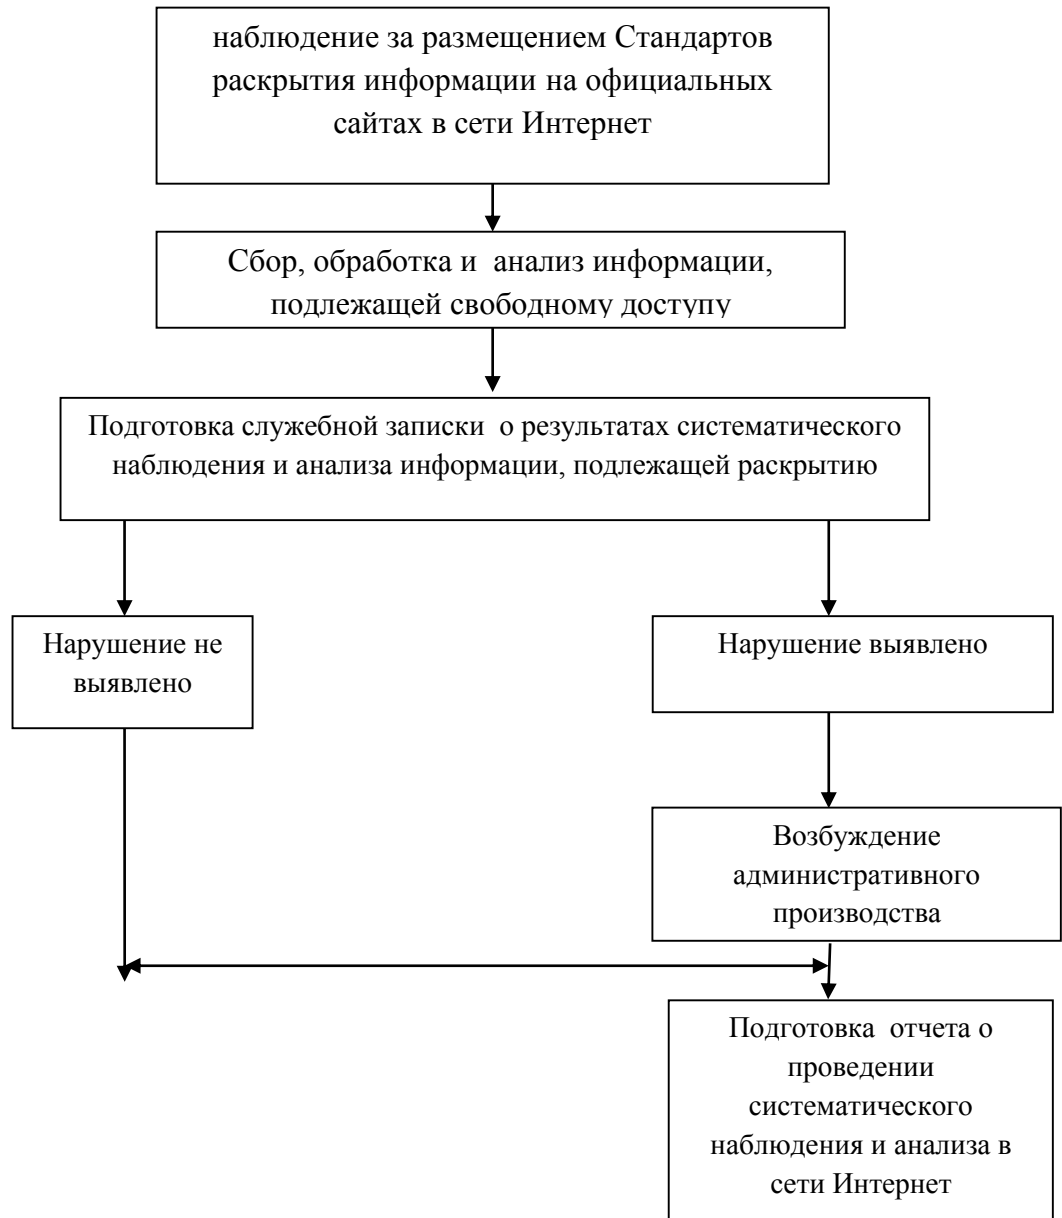 наблюдение за размещением Стандартов
раскрытия информации на официальных
сайтах в сети Интернет
Сбор, обработка и  анализ информации,
подлежащей свободному доступу
Подготовка служебной записки  о результатах систематического
наблюдения и анализа информации, подлежащей раскрытию
Нарушение не
выявлено
Нарушение выявлено
Возбуждение
административного
производства
Подготовка  отчета о
проведении
систематического
наблюдения и анализа в
сети Интернет